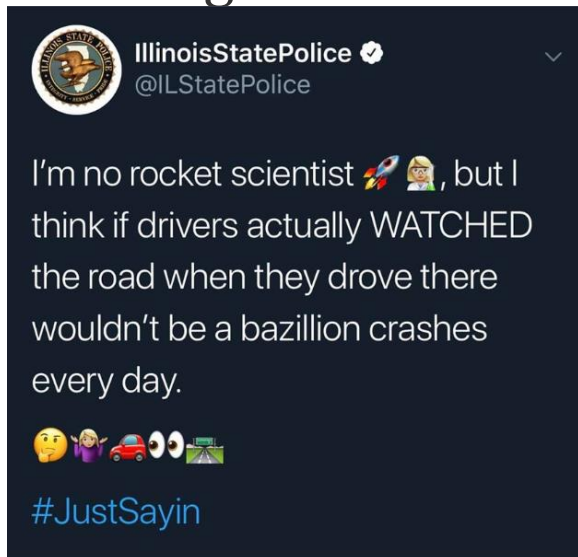 IllinoisStatePolice
@ILStatePolice
I'm no rocket scientist 🚀 👩🏼‍🔬, but I
think if drivers actually WATCHED
the road when they drove there
wouldn't be a bazillion crashes
every day.
🤔🤷🏼‍♀️🚗👀🛣️
#JustSayin